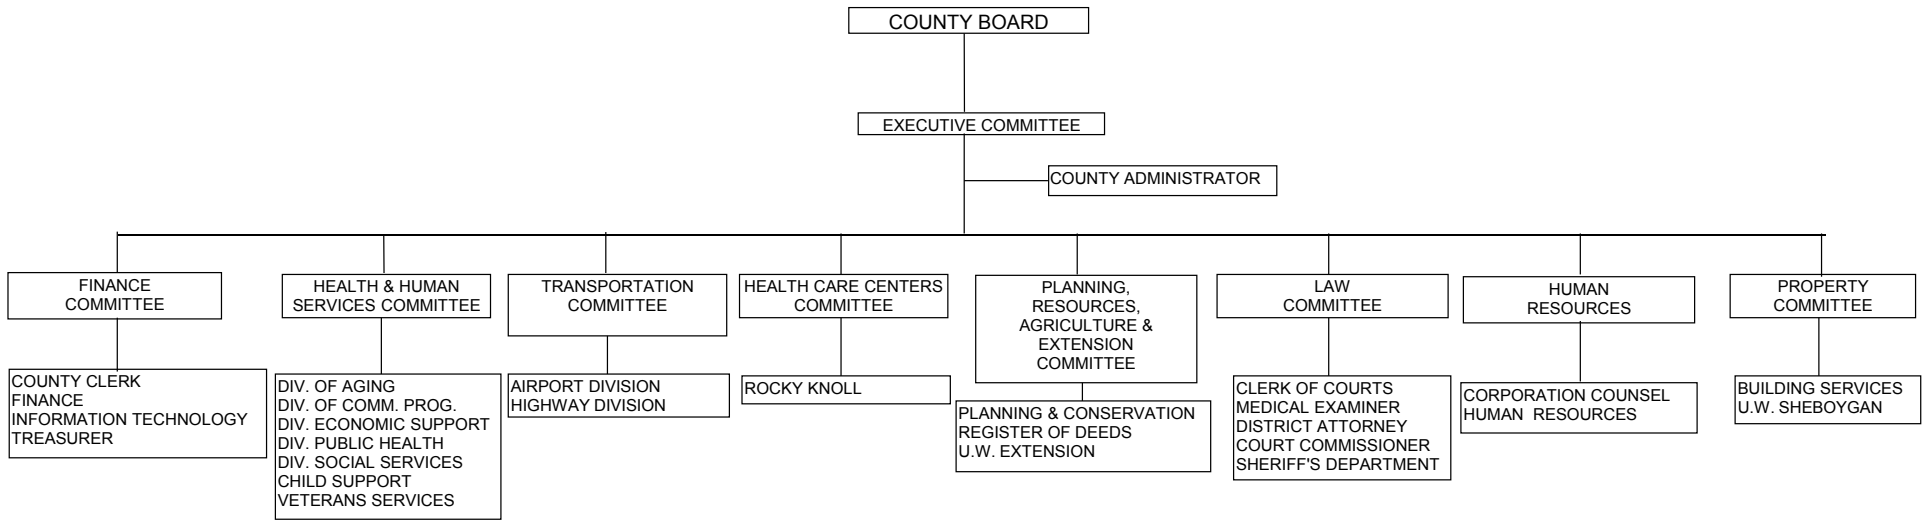 COUNTY BOARD
EXECUTIVE COMMITTEE
COUNTY ADMINISTRATOR
FINANCE
COMMITTEE
HEALTH & HUMAN
SERVICES COMMITTEE
TRANSPORTATION
COMMITTEE
HEALTH CARE CENTERS
COMMITTEE
PLANNING,
RESOURCES,
AGRICULTURE &
EXTENSION
COMMITTEE
LAW
COMMITTEE
HUMAN
RESOURCES
PROPERTY
COMMITTEE
COUNTY CLERK
FINANCE
INFORMATION TECHNOLOGY
TREASURER
DIV. OF AGING
DIV. OF COMM. PROG.
DIV. ECONOMIC SUPPORT
DIV. PUBLIC HEALTH
DIV. SOCIAL SERVICES
CHILD SUPPORT
VETERANS SERVICES
AIRPORT DIVISION
HIGHWAY DIVISION
ROCKY KNOLL
PLANNING & CONSERVATION
REGISTER OF DEEDS
U.W. EXTENSION
CLERK OF COURTS
MEDICAL EXAMINER
DISTRICT ATTORNEY
COURT COMMISSIONER
SHERIFF'S DEPARTMENT
CORPORATION COUNSEL
HUMAN RESOURCES
BUILDING SERVICES
U.W. SHEBOYGAN